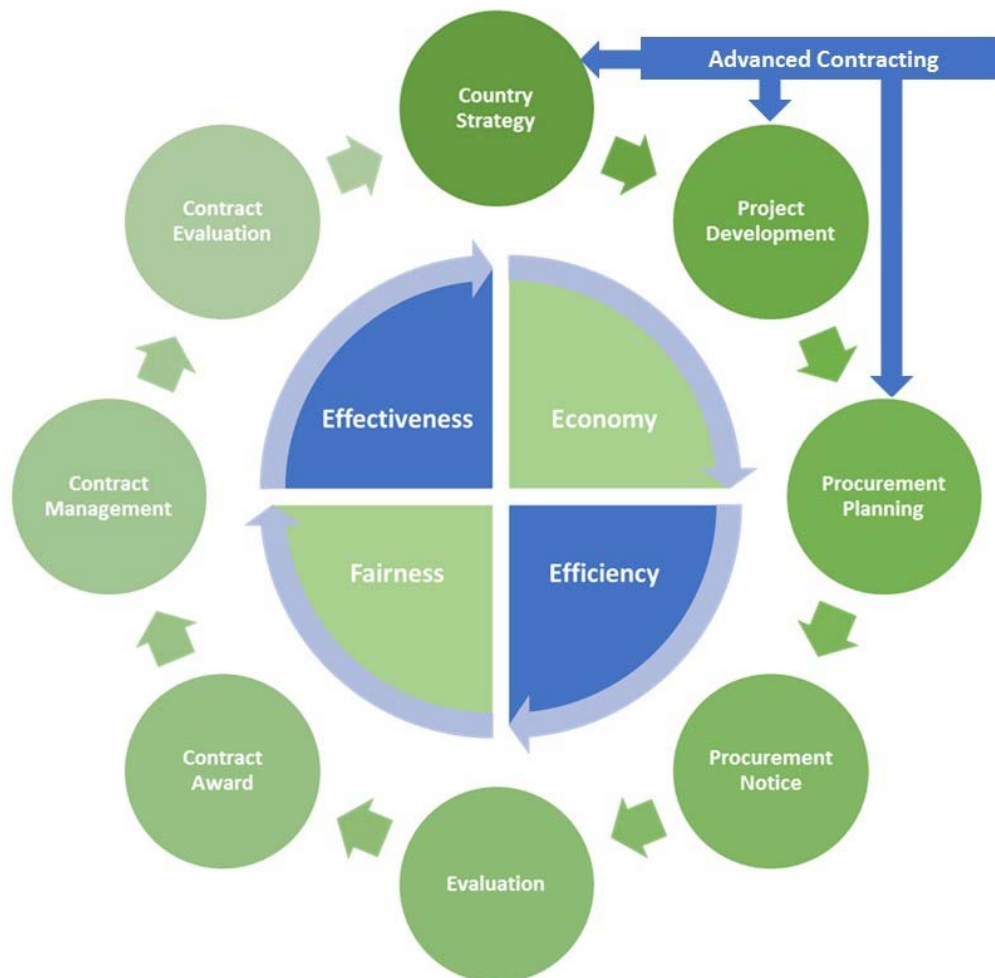 Advanced Contracting
Country
Strategy
Project
Development
Procurement
Planning
Procurement
Notice
Evaluation
Contract
Award
Contract
Management
Contract
Evaluation
Effectiveness
Economy
Fairness
Efficiency